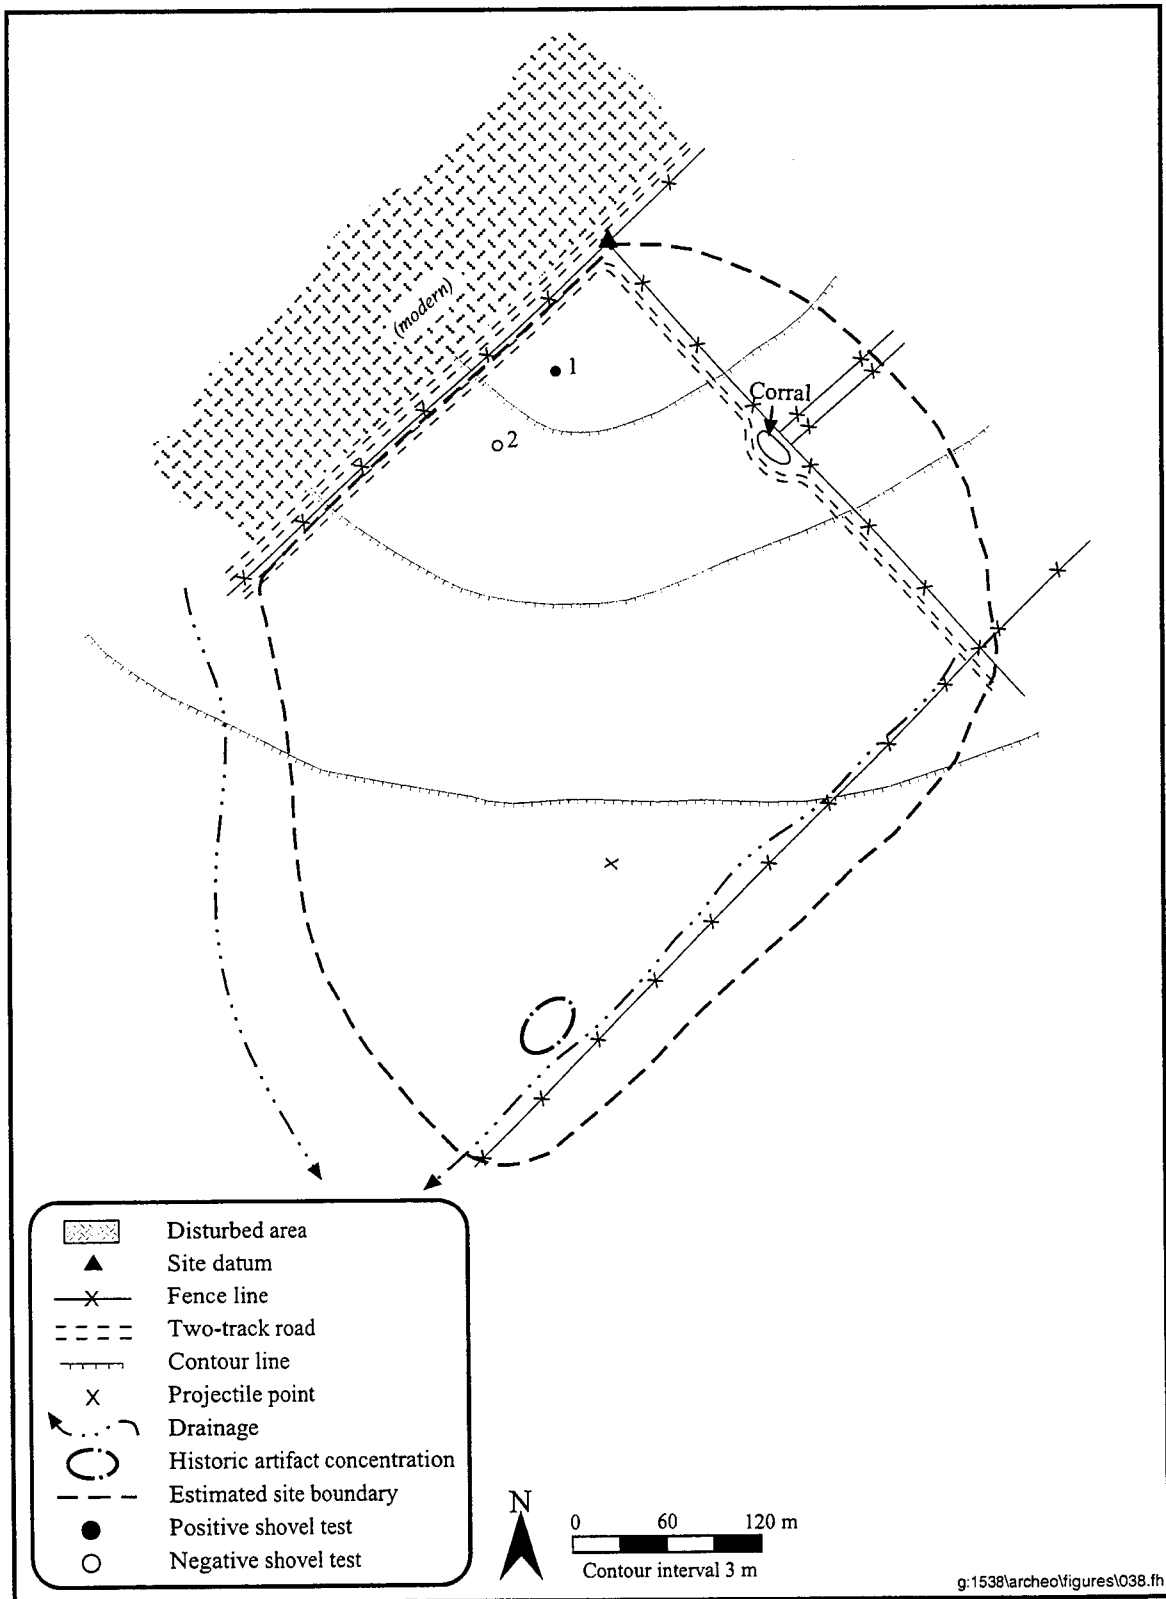 (modern)
1
Corral
2
Disturbed area
Site datum
Fence line
Two-track road
Contour line
Projectile point
Drainage
Historic artifact concentration
Estimated site boundary
Positive shovel test
Negative shovel test
N
0 60 120 m
Contour interval 3 m
g:1538\archeo\figures\038.fh